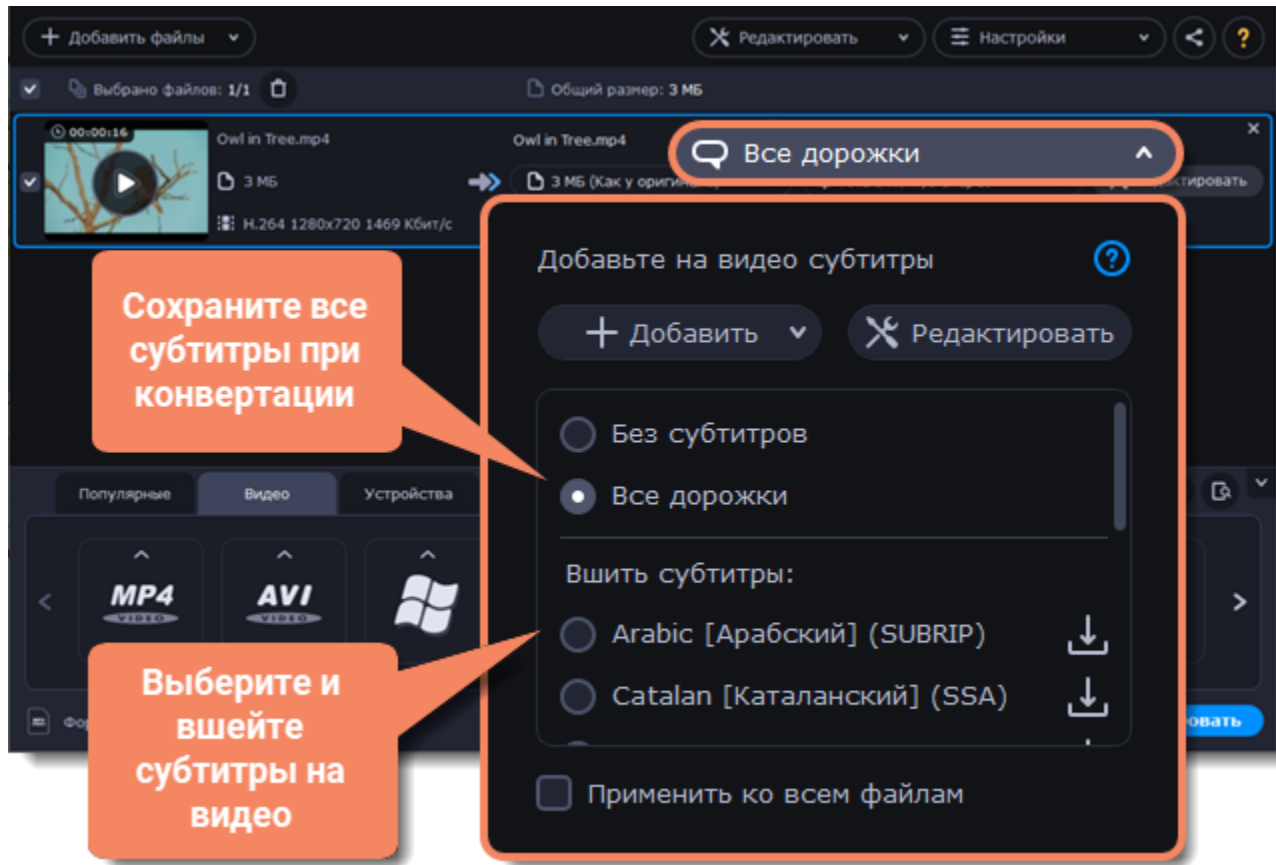 Добавить файлы
Редактировать
Настройки
?
Выбрано файлов: 1/1
Общий размер: 3 МБ
00:00:16
Owl in Tree.mp4
Owl in Tree.mp4
Все дорожки
3 МБ
3 МБ (Как у
H.264 1280x720 1469 Кбит/с
Добавьте на видео субтитры
?
Добавить
Редактировать
Сохраните все
субтитры при
конвертации
Без субтитров
Все дорожки
Популярные
Видео
Устройства
MP4
VIDEO
AVI
VIDEO
Вшить субтитры:
Arabic [Арабский] (SUBRIP)
Catalan [Каталанский] (SSA)
Выберите и
вшейте
субтитры на
видео
Применить ко всем файлам